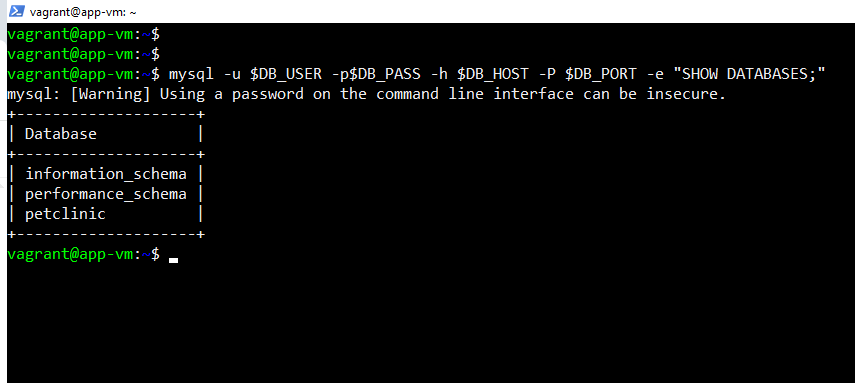 vagrant@app-vm: ~
vagrant@app-vm:~$
vagrant@app-vm:~$
vagrant@app-vm:~$ mysql -u $DB_USER -p$DB_PASS -h $DB_HOST -P $DB_PORT -e "SHOW DATABASES;"
mysql: [Warning] Using a password on the command line interface can be insecure.
+--------------------+
| Database           |
+--------------------+
| information_schema |
| performance_schema |
| petclinic          |
+--------------------+
vagrant@app-vm:~$